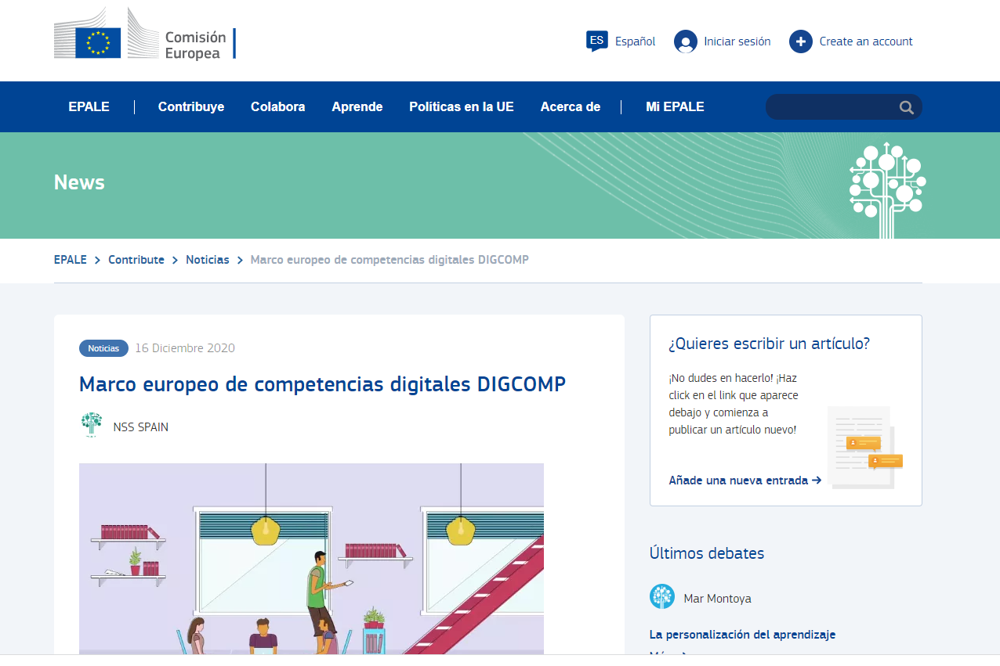 Comisión
Europea
ES Español
Iniciar sesión
Create an account
EPALE
Contribuye
Colabora
Aprende
Políticas en la UE
Acerca de
Mi EPALE
News
EPALE > Contribute > Noticias > Marco europeo de competencias digitales DIGCOMP
Noticias 16 Diciembre 2020
Marco europeo de competencias digitales DIGCOMP
NSS SPAIN
¿Quieres escribir un artículo?
¡No dudes en hacerlo! ¡Haz
click en el link que aparece
debajo y comienza a
publicar un artículo nuevo!
Añade una nueva entrada →
Últimos debates
Mar Montoya
La personalización del aprendizaje